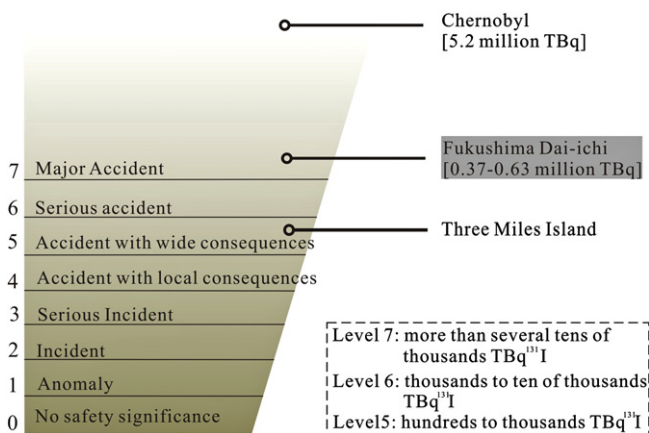 Chernobyl
[5.2 million TBq]
Fukushima Dai-ichi
[0.37-0.63 million TBq]
7 Major Accident
6 Serious accident
Three Miles Island
5 Accident with wide consequences
4 Accident with local consequences
3 Serious Incident
2 Incident
1 Anomaly
0 No safety significance
Level 7: more than several tens of
thousands TBq¹³¹I
Level 6: thousands to ten of thousands
TBq¹³¹I
Level5: hundreds to thousands TBq¹³¹I